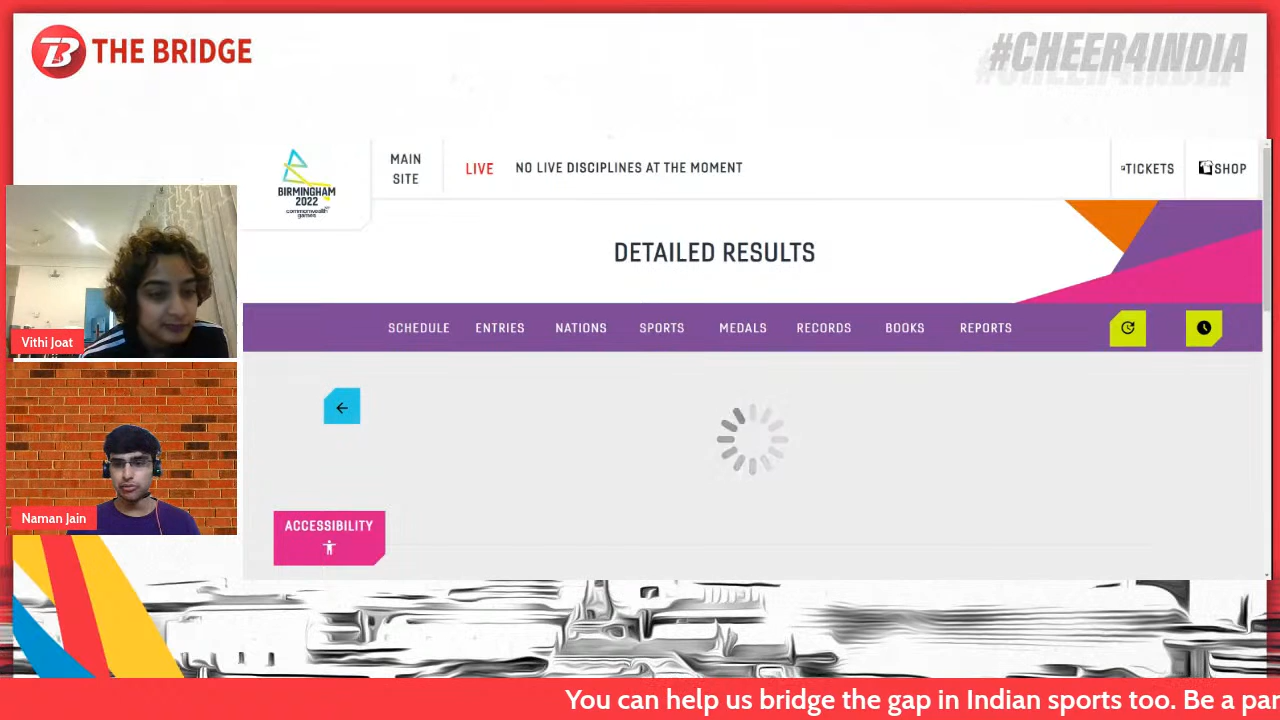 THE BRIDGE
#CHEER4INDIA
MAIN
SITE
LIVE
NO LIVE DISCIPLINES AT THE MOMENT
TICKETS
SHOP
BIRMINGHAM
2022
commonwealth
games
DETAILED RESULTS
SCHEDULE
ENTRIES
NATIONS
SPORTS
MEDALS
RECORDS
BOOKS
REPORTS
Vithi Joat
Naman Jain
ACCESSIBILITY
You can help us bridge the gap in Indian sports too. Be a par